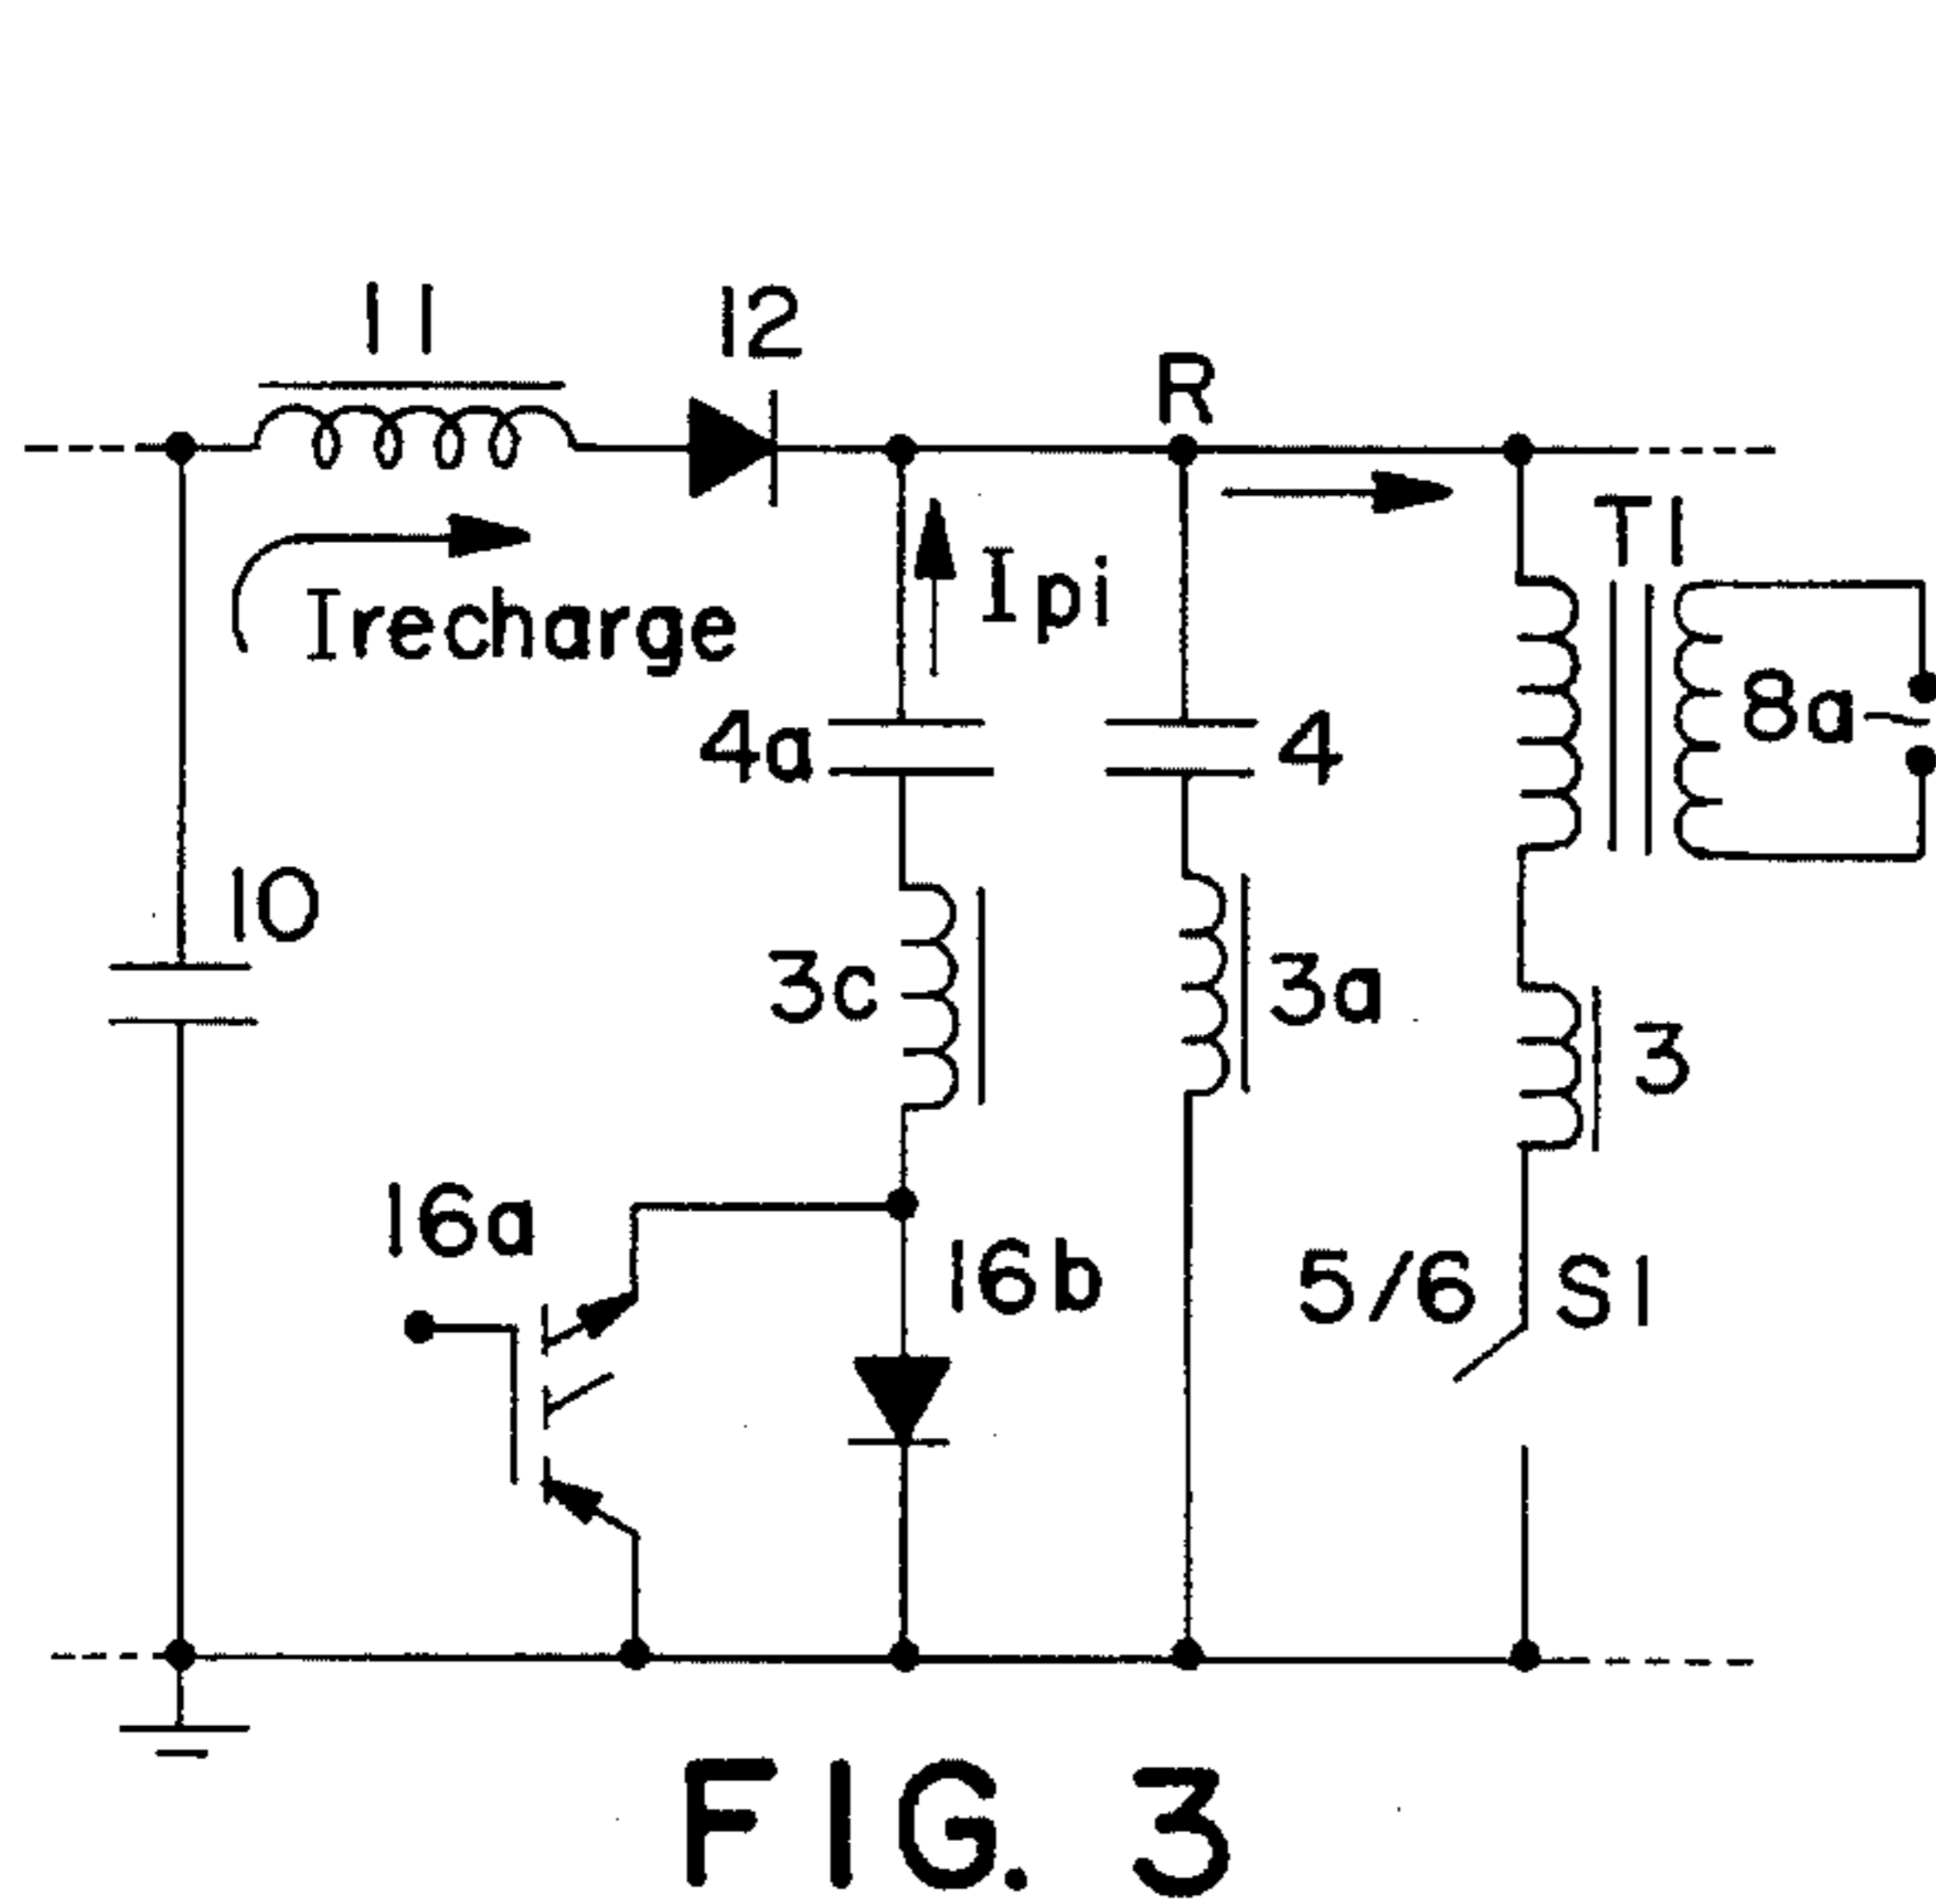 11
12
R
T1
Irecharge
Ipi
4a
4
8a
10
3c
3a
3
16a
16b
5/6 S1
FIG. 3